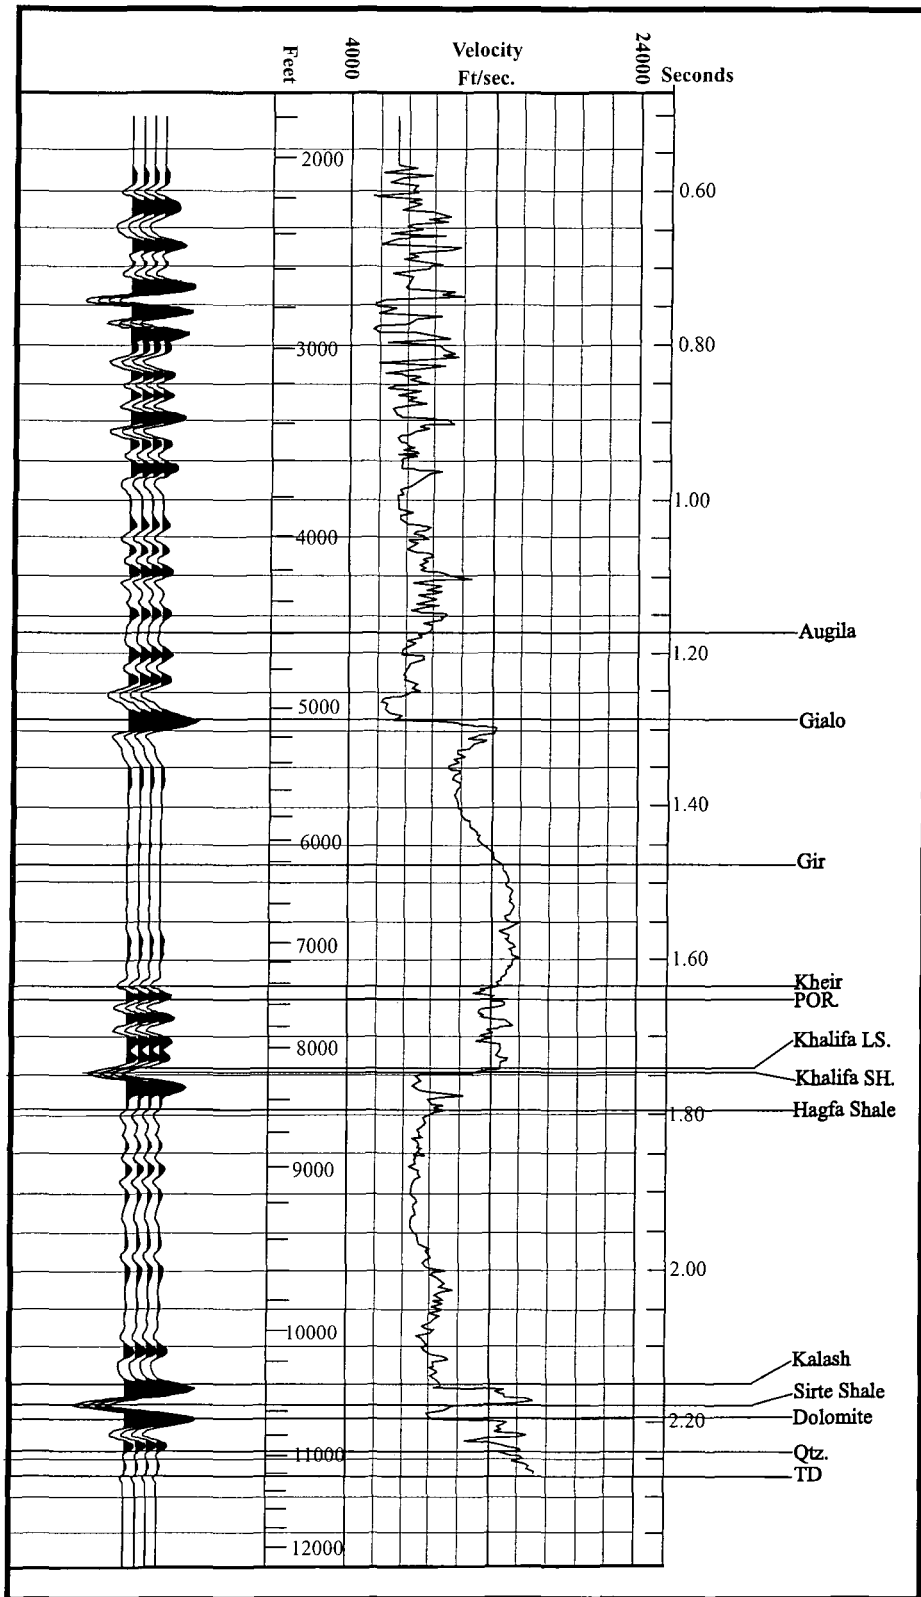 Feet
4000
Velocity
Ft/sec.
24000
Seconds
2000
0.60
0.80
3000
1.00
4000
Augila
1.20
5000
Gialo
1.40
6000
Gir
7000
1.60
Kheir
POR.
Khalifa LS.
8000
Khalifa SH.
Hagfa Shale
1.80
9000
2.00
10000
Kalash
Sirte Shale
Dolomite
2.20
Qtz.
11000
TD
12000